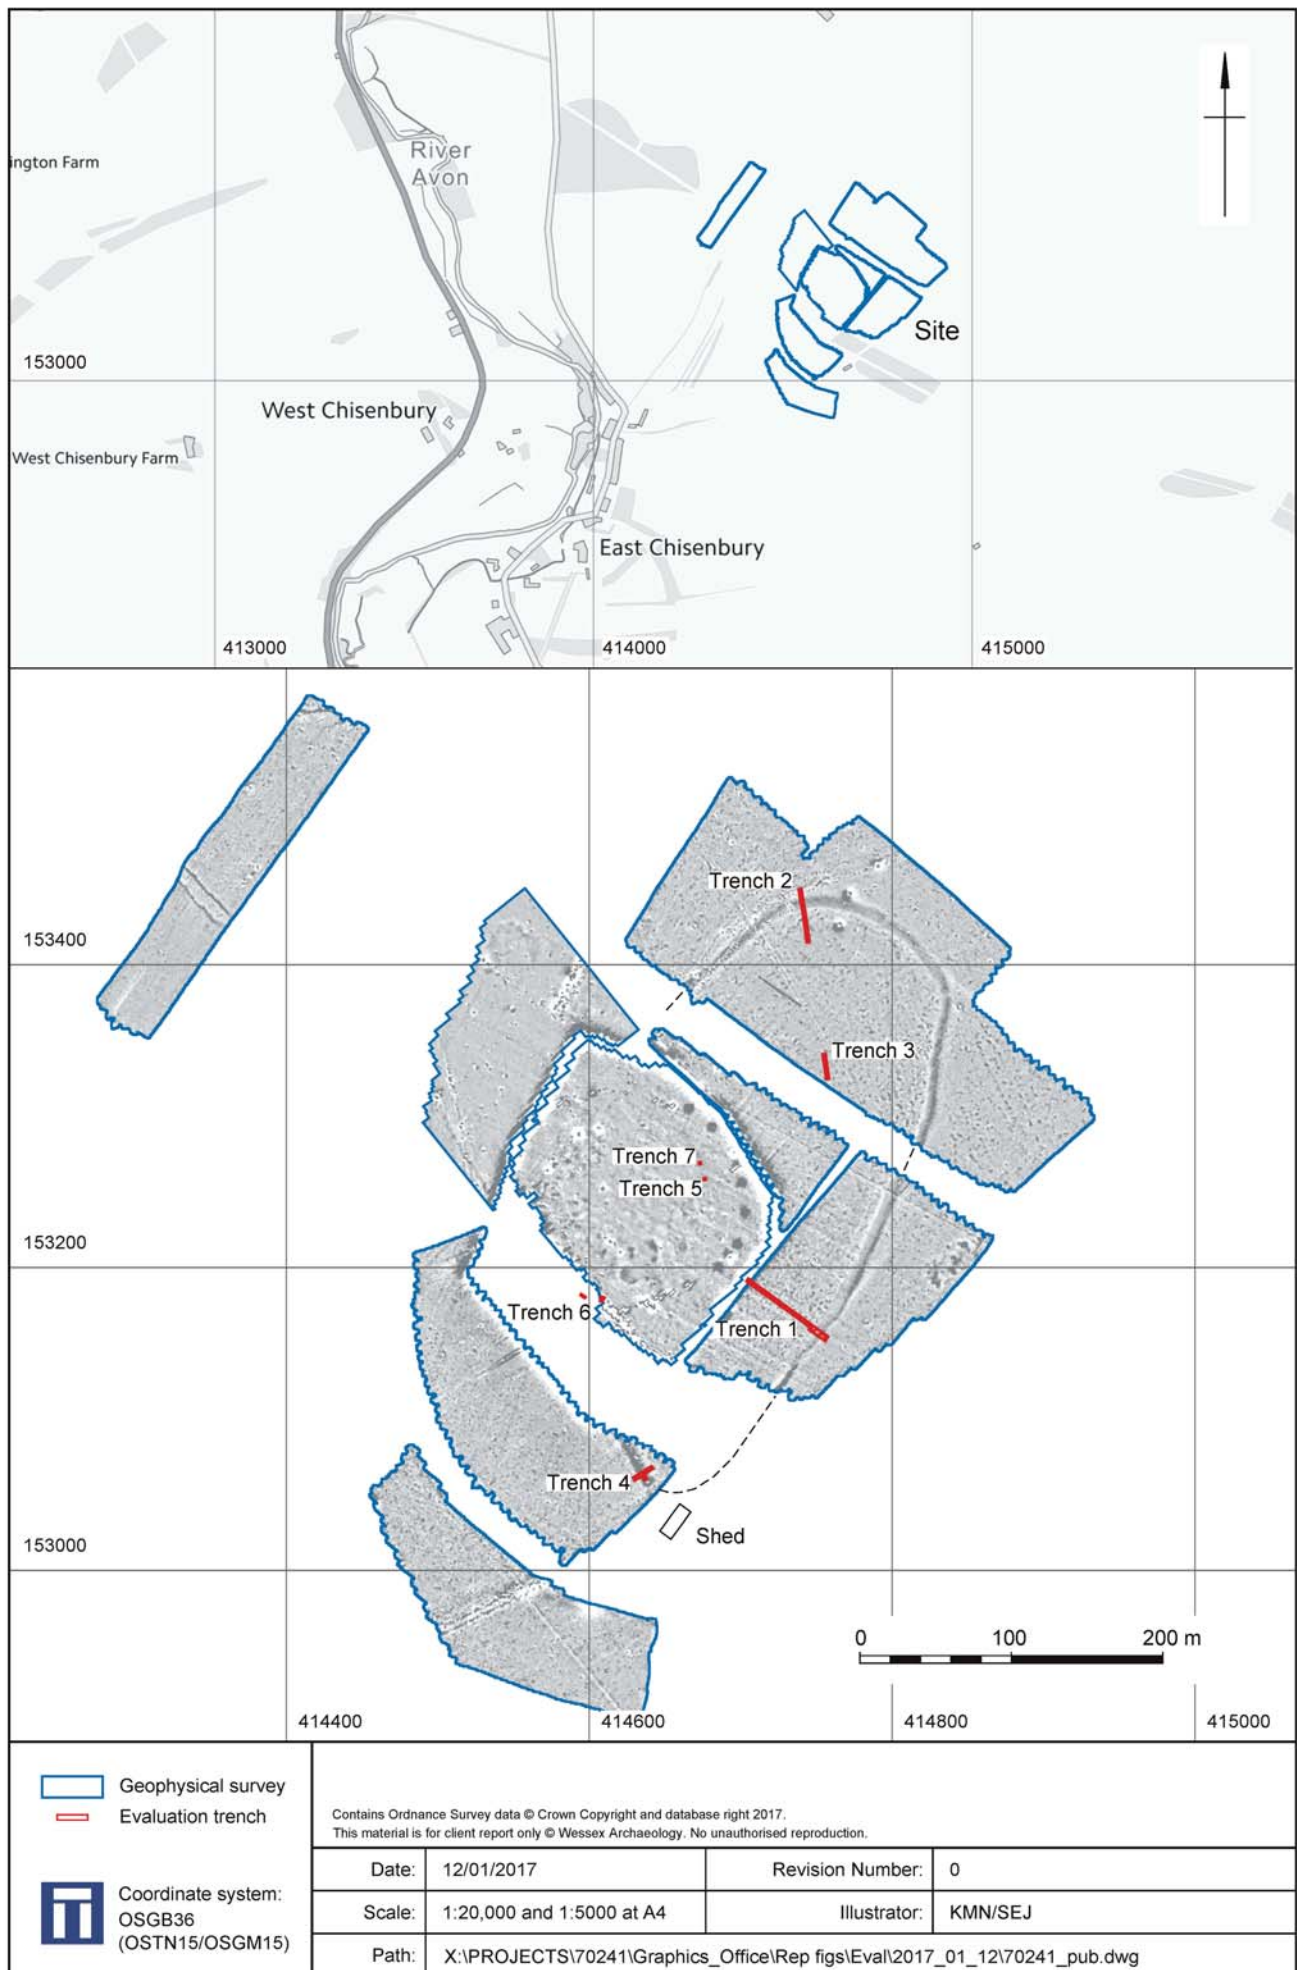 River
Avon
ington Farm
Site
153000
West Chisenbury
West Chisenbury Farm
East Chisenbury
413000
414000
415000
Trench 2
153400
Trench 3
Trench 7
Trench 5
153200
Trench 6
Trench 1
Trench 4
Shed
153000
0 100 200 m
414400
414600
414800
415000
Geophysical survey
Evaluation trench
Coordinate system:
OSGB36
(OSTN15/OSGM15)
Contains Ordnance Survey data © Crown Copyright and database right 2017.
This material is for client report only © Wessex Archaeology. No unauthorised reproduction.
Date: 12/01/2017 Revision Number: 0
Scale: 1:20,000 and 1:5000 at A4 Illustrator: KMN/SEJ
Path: X:\PROJECTS\70241\Graphics_Office\Rep figs\Eval\2017_01_12\70241_pub.dwg